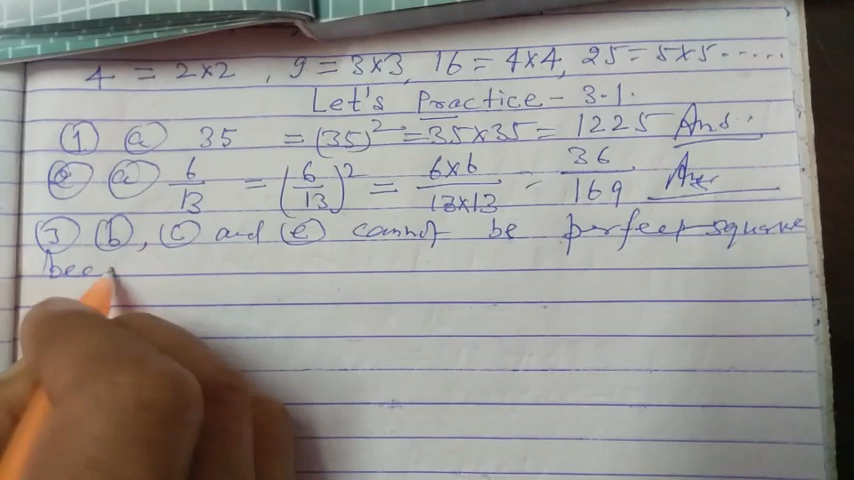 4 = 2×2 , 9 = 3×3, 16 = 4×4, 25 = 5×5 .....
Let's Practice - 3.1.
① ⓐ 35 = (35)² = 35×35 = 1225 Ans.
ⓐ 6/13 = (6/13)² = 6×6/13×13 = 36/169 Ans
③ ⓑ, ⓒ and ⓔ cannot be perfect square
bec